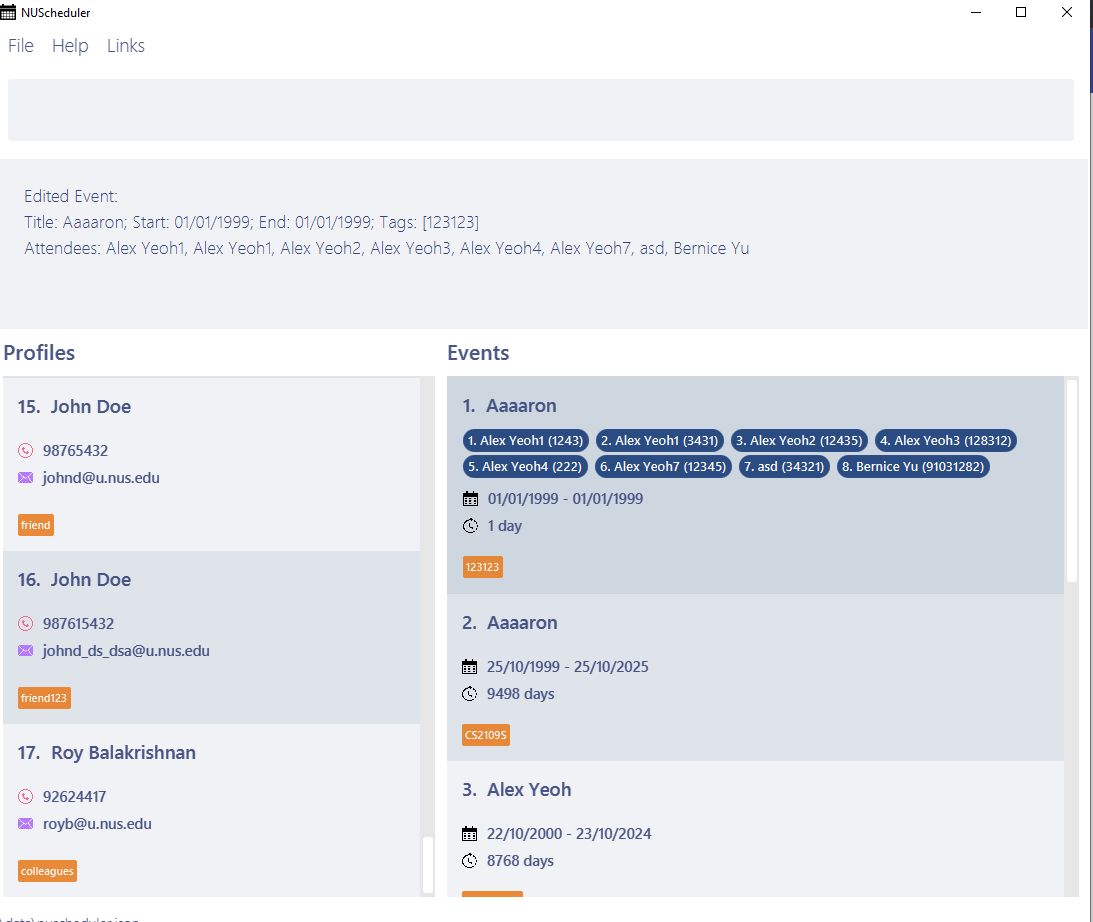 NUScheduler
File Help Links
Edited Event:
Title: Aaaaron; Start: 01/01/1999; End: 01/01/1999; Tags: [123123]
Attendees: Alex Yeoh1, Alex Yeoh1, Alex Yeoh2, Alex Yeoh3, Alex Yeoh4, Alex Yeoh7, asd, Bernice Yu
Profiles
15. John Doe
98765432
johnd@u.nus.edu
friend
16. John Doe
987615432
johnd_ds_dsa@u.nus.edu
friend123
17. Roy Balakrishnan
92624417
royb@u.nus.edu
colleagues
Events
1. Aaaaron
1. Alex Yeoh1 (1243) 2. Alex Yeoh1 (3431) 3. Alex Yeoh2 (12435) 4. Alex Yeoh3 (128312)
5. Alex Yeoh4 (222) 6. Alex Yeoh7 (12345) 7. asd (34321) 8. Bernice Yu (91031282)
01/01/1999 - 01/01/1999
1 day
123123
2. Aaaaron
25/10/1999 - 25/10/2025
9498 days
CS2109S
3. Alex Yeoh
22/10/2000 - 23/10/2024
8768 days